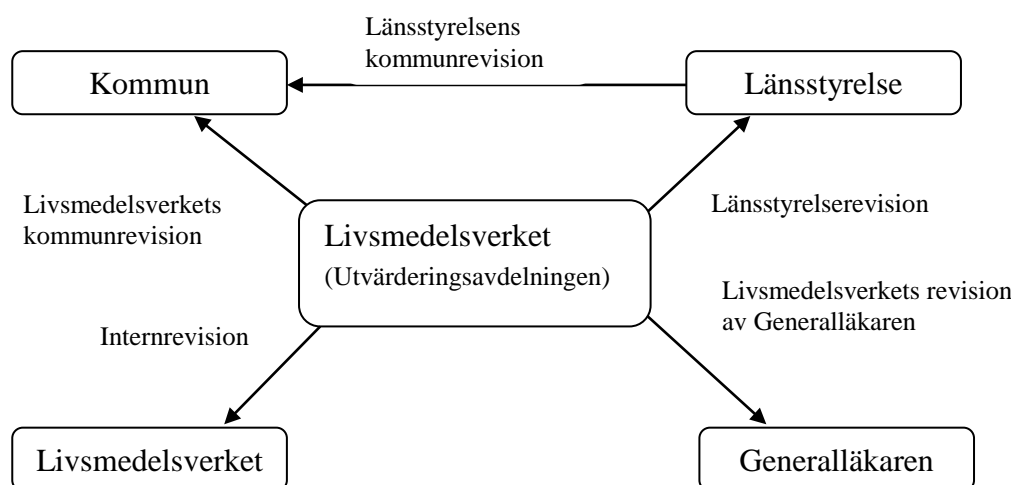 Länsstyrelsens
kommunrevision
Kommun
Länsstyrelse
Livsmedelsverkets
kommunrevision
Livsmedelsverket
(Utvärderingsavdelningen)
Länsstyrelserevision
Livsmedelsverkets revision
av Generalläkaren
Internrevision
Livsmedelsverket
Generalläkaren